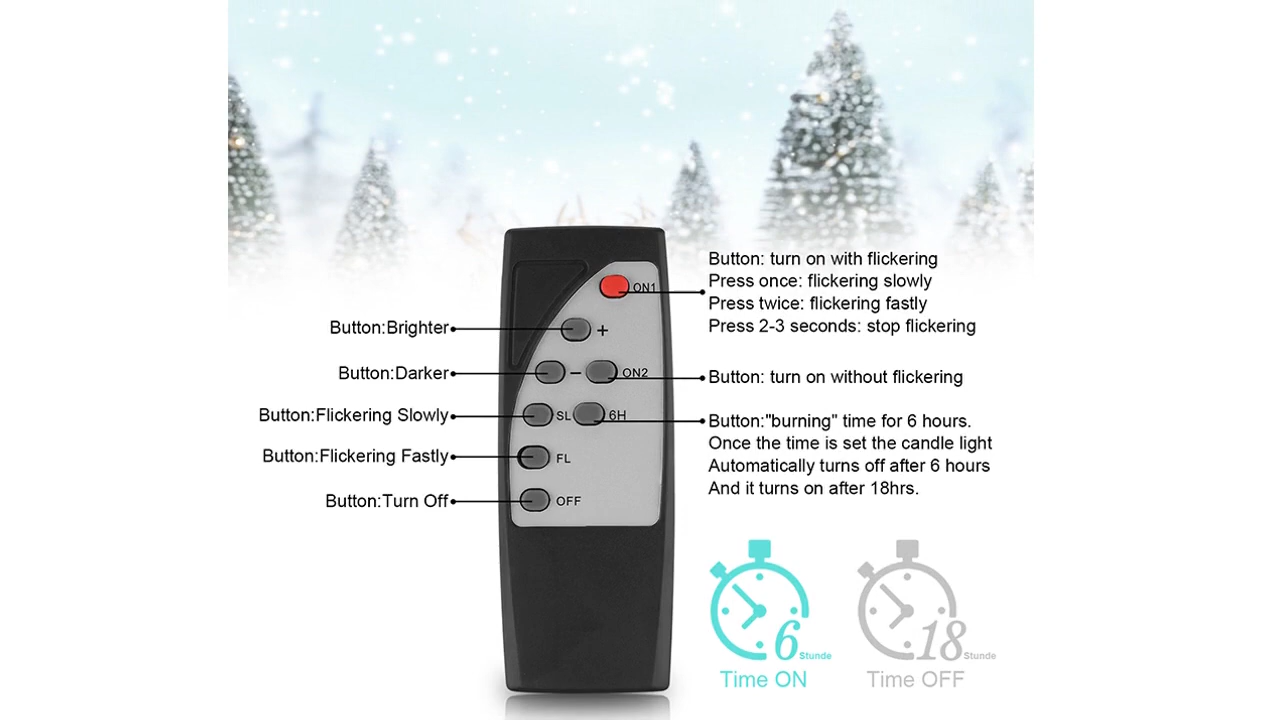 Button: turn on with flickering
Press once: flickering slowly
Press twice: flickering fastly
Press 2-3 seconds: stop flickering
ON1
Button:Brighter
+
Button:Darker
–
ON2
Button: turn on without flickering
Button:Flickering Slowly
SL
6H
Button:"burning" time for 6 hours.
Once the time is set the candle light
Automatically turns off after 6 hours
And it turns on after 18hrs.
Button:Flickering Fastly
FL
Button:Turn Off
OFF
6 Stunde
Time ON
18 Stunde
Time OFF